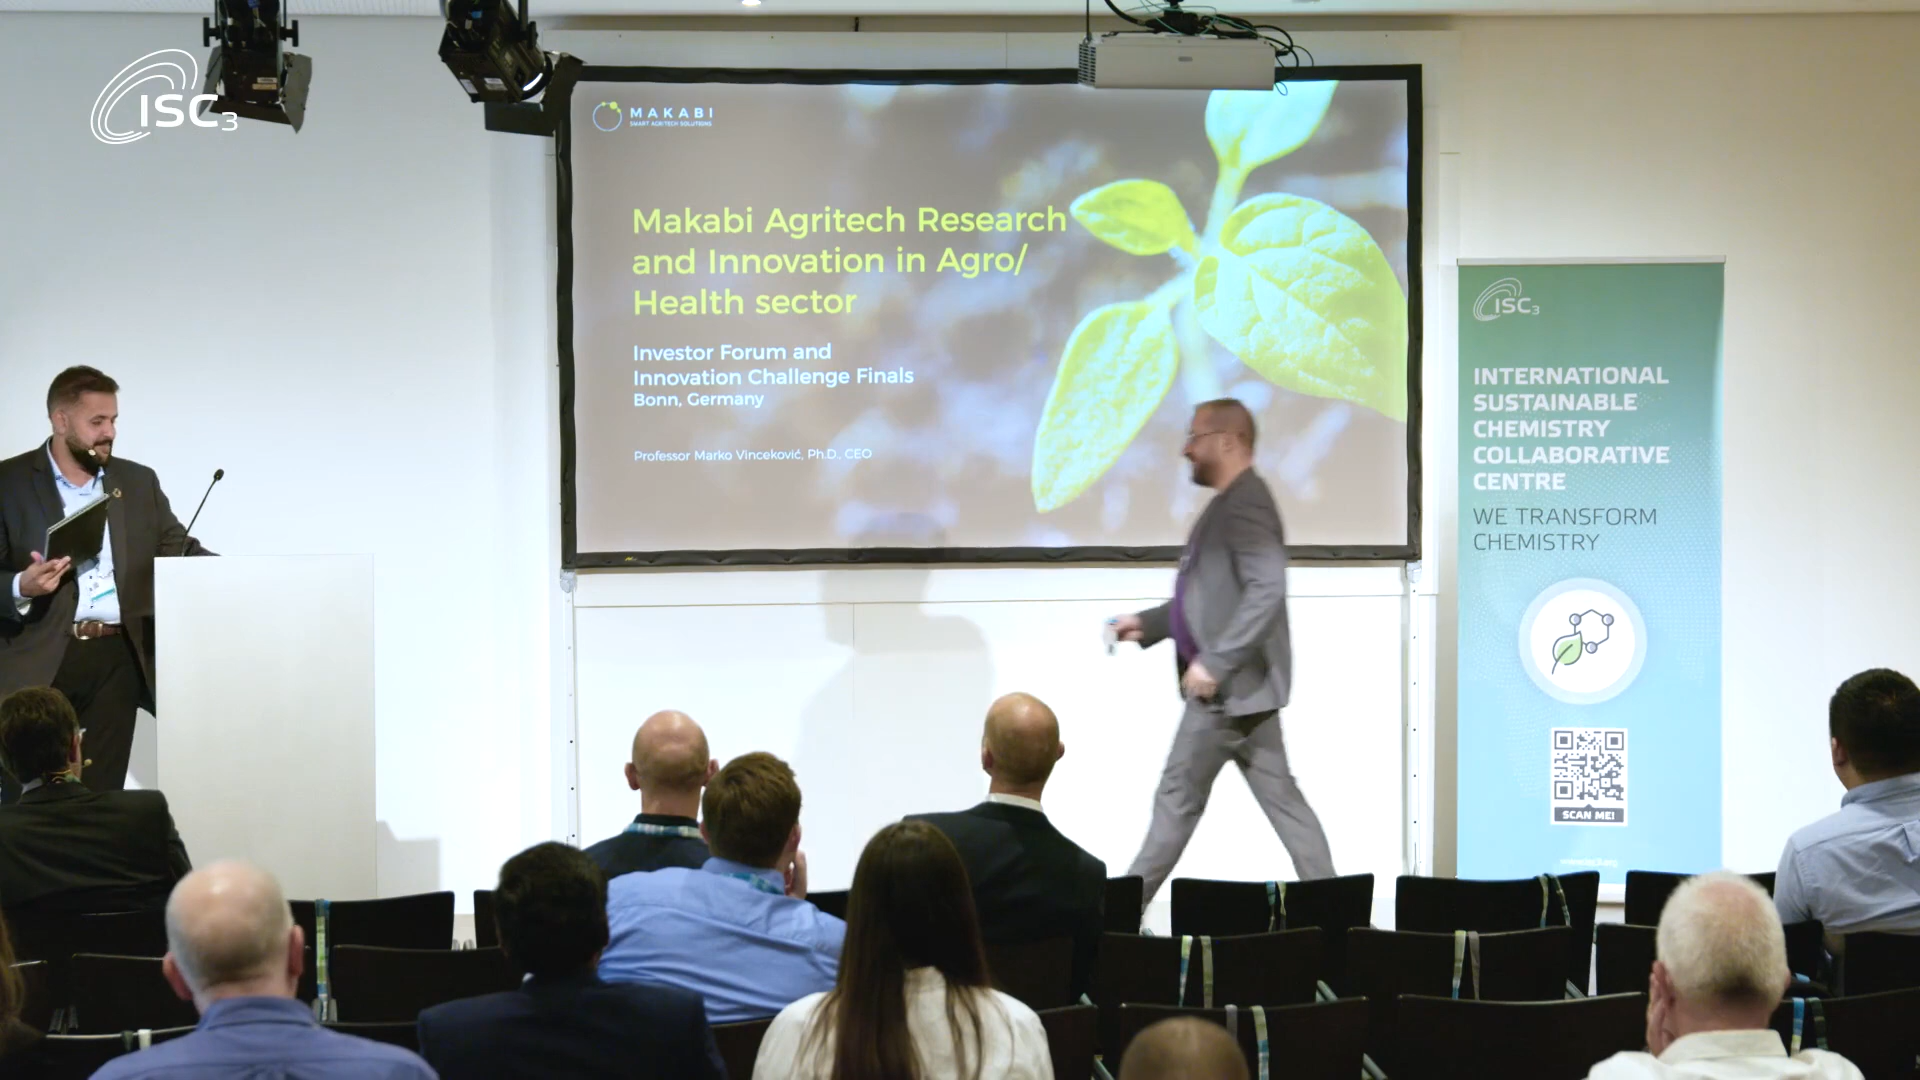 ISC3
MAKABI
SMART AGRITECH SOLUTIONS
Makabi Agritech Research
and Innovation in Agro/
Health sector
Investor Forum and
Innovation Challenge Finals
Bonn, Germany
Professor Marko Vinceković, Ph.D., CEO
ISC3
INTERNATIONAL
SUSTAINABLE
CHEMISTRY
COLLABORATIVE
CENTRE
WE TRANSFORM
CHEMISTRY
SCAN ME!